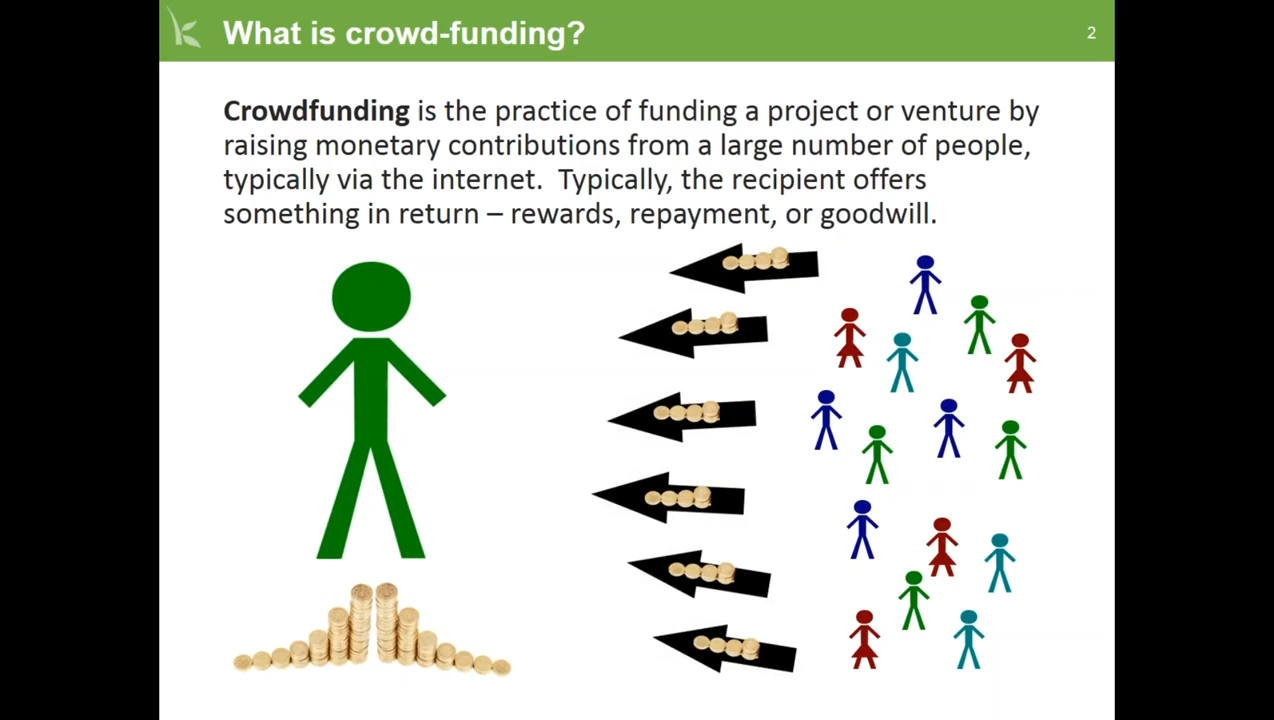 What is crowd-funding?
2
Crowdfunding is the practice of funding a project or venture by
raising monetary contributions from a large number of people,
typically via the internet.  Typically, the recipient offers
something in return – rewards, repayment, or goodwill.